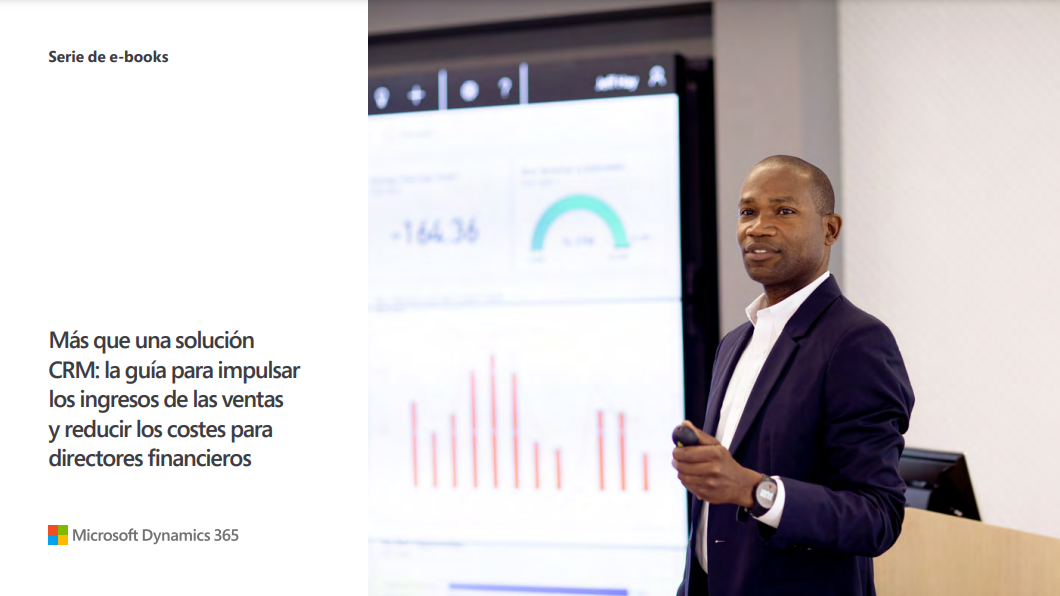 Serie de e-books
Más que una solución
CRM: la guía para impulsar
los ingresos de las ventas
y reducir los costes para
directores financieros
Microsoft Dynamics 365
-164.36